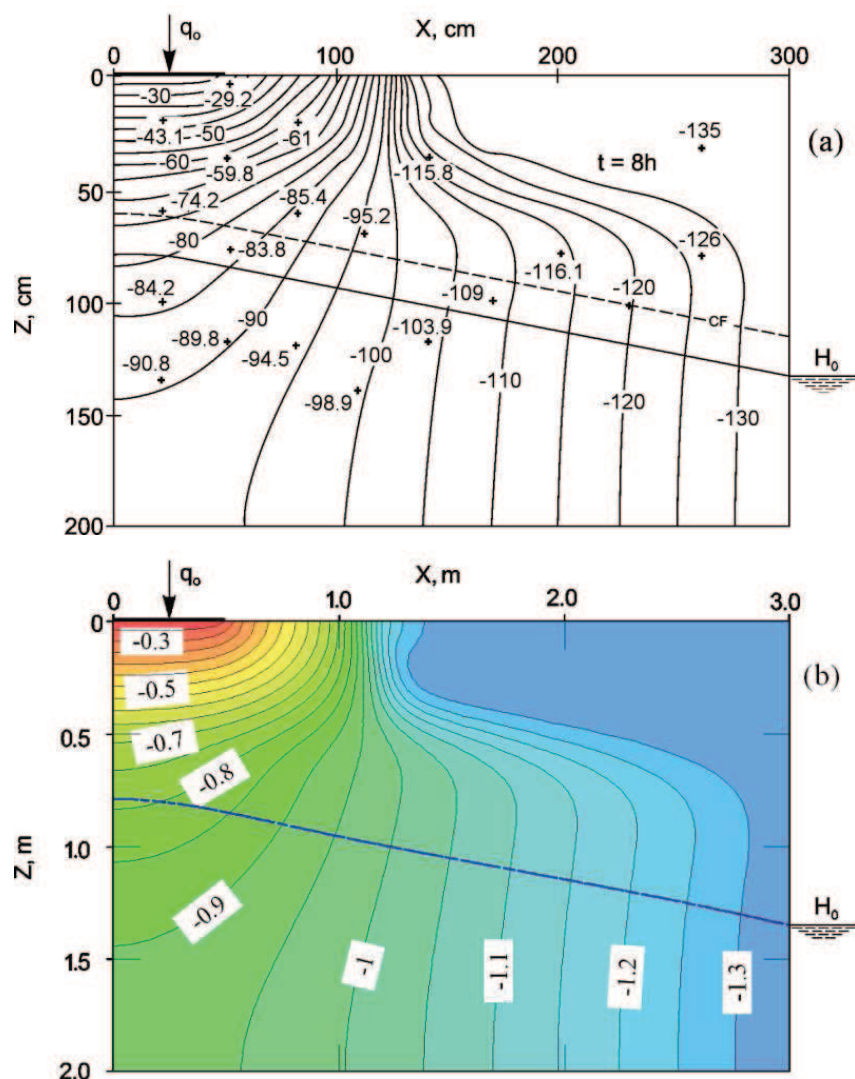 q₀
X, cm
0 100 200 300
0
-30 -29.2
-135
(a)
-43.1 -50 -61
t = 8h
-60 -59.8 -115.8
50
-74.2 -85.4 -95.2
-126
-80 -83.8
-116.1
Z, cm
-84.2 -109 -120
100
CF
-90 -103.9
H₀
-89.8 -94.5 -100
-90.8 -110 -120 -130
-98.9
150
200
q₀
X, m
0 1.0 2.0 3.0
0
-0.3
(b)
-0.5
0.5
-0.7
-0.8
Z, m
1.0
-0.9
H₀
1.5
-1 -1.1 -1.2 -1.3
2.0